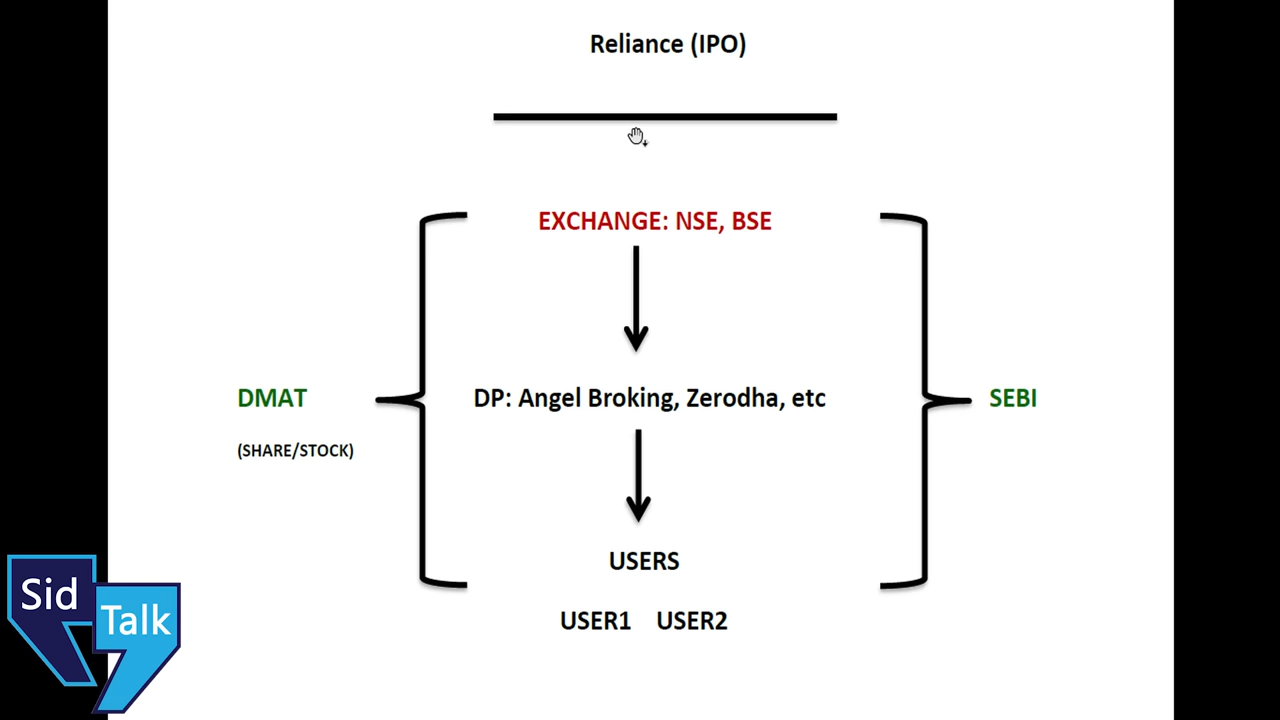 Reliance (IPO)
EXCHANGE: NSE, BSE
DMAT
(SHARE/STOCK)
DP: Angel Broking, Zerodha, etc
SEBI
USERS
USER1 USER2
Sid
Talk